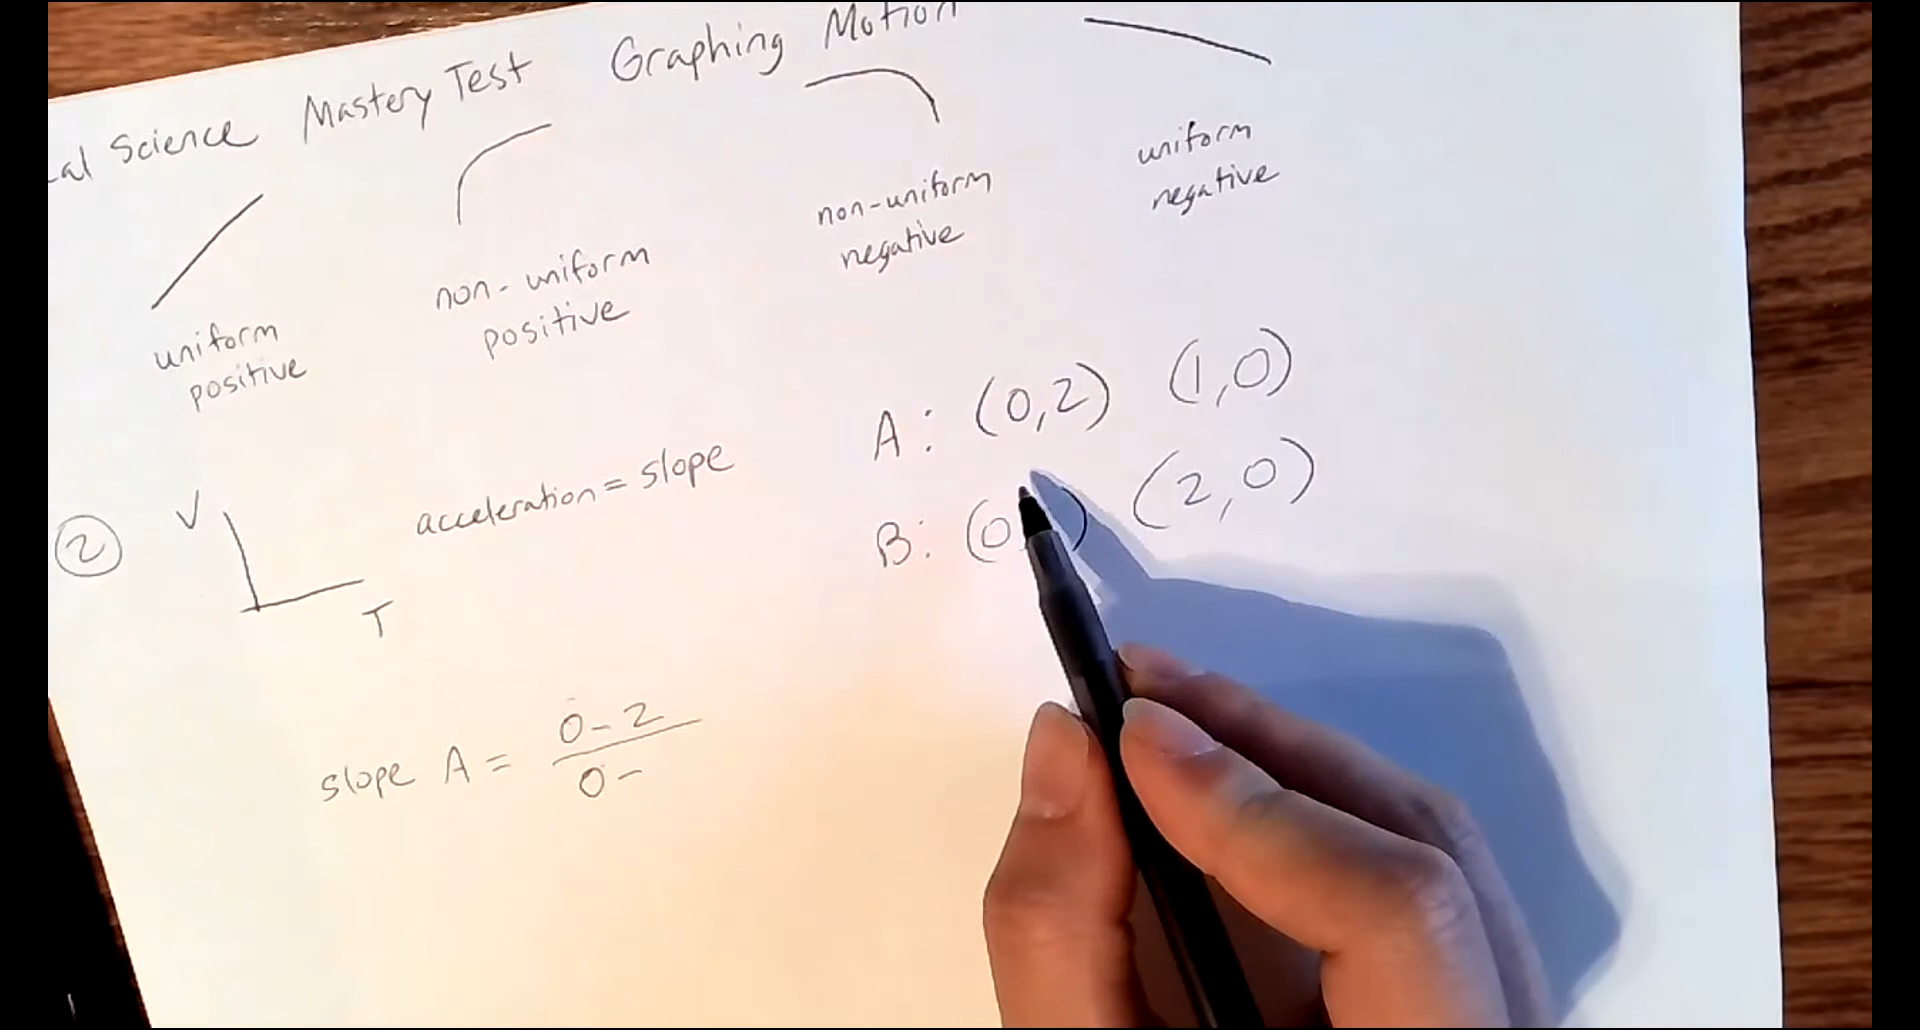 Science Mastery Test Graphing Motion
uniform
positive
non-uniform
positive
non-uniform
negative
uniform
negative
2
V
T
acceleration = slope
A: (0,2) (1,0)
B: (0, ) (2,0)
slope A = 0-2
0-